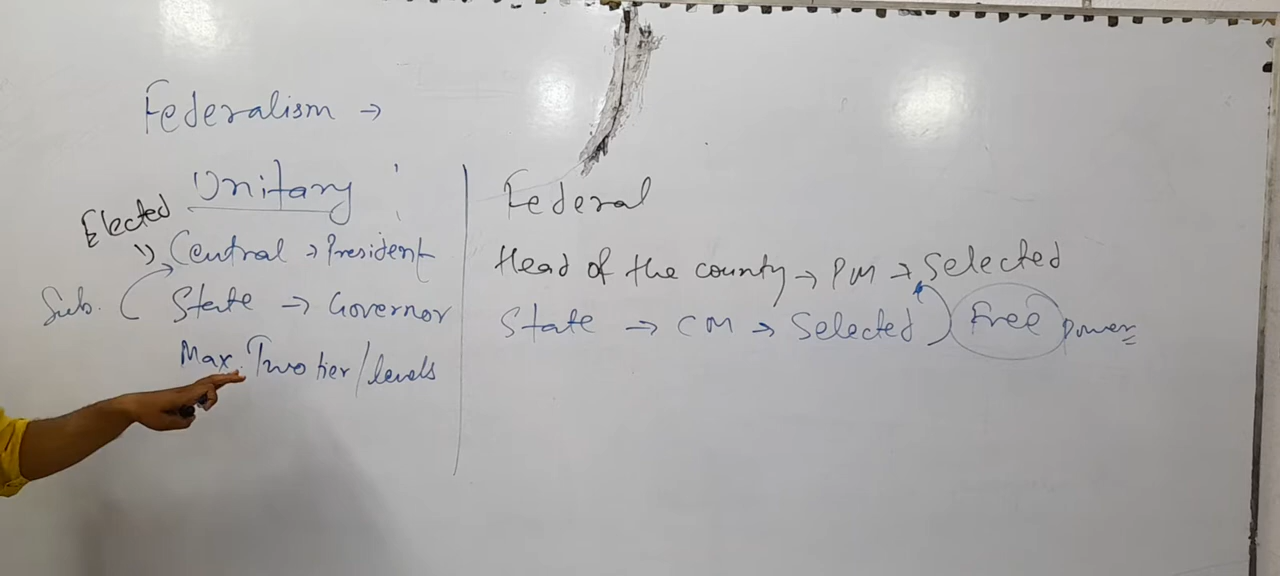 Federalism →
Unitary
Elected
1) Central → President
Sub. State → Governor
Max. Two tier/levels
Federal
Head of the county → PM → Selected
State → CM → Selected) Free power